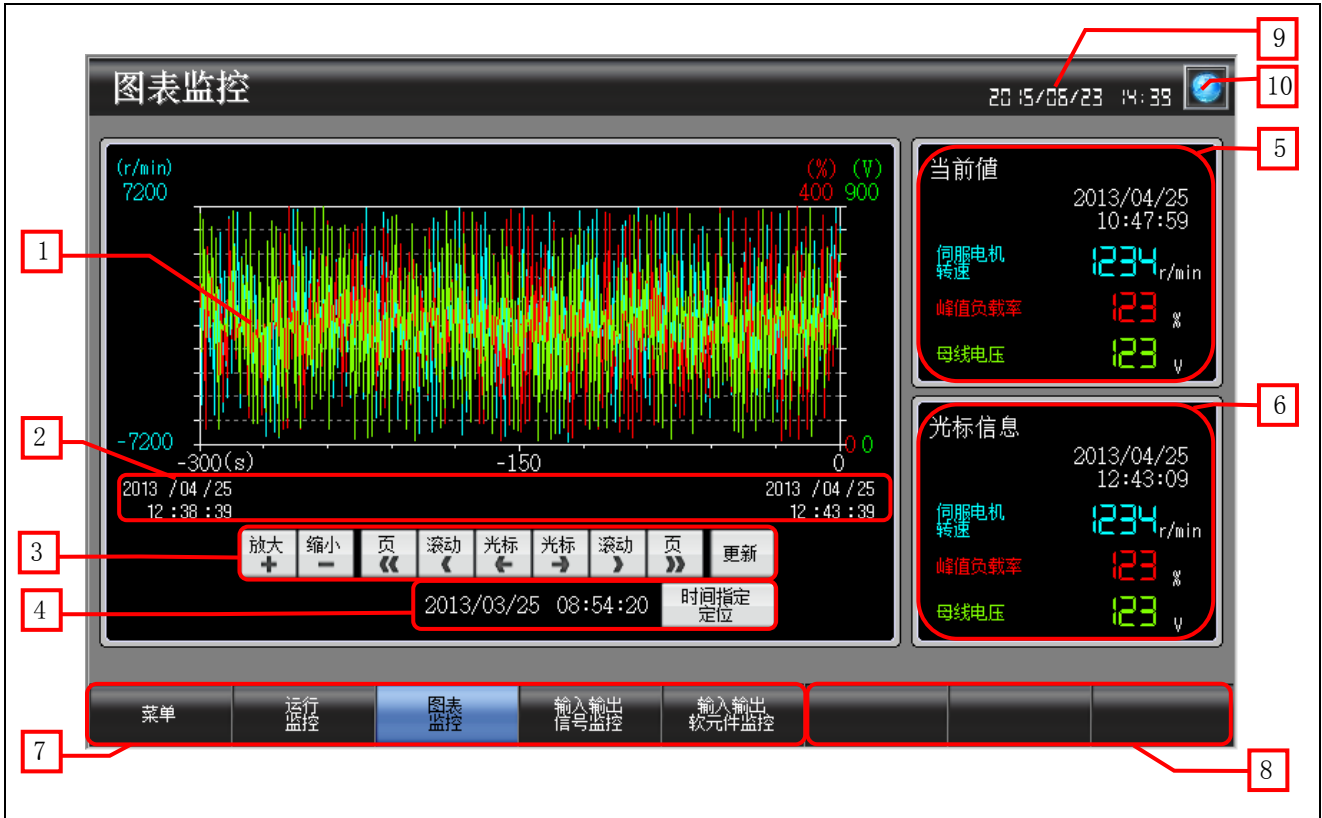 9
图表监控
2015/06/23 14:39
10
5
(r/min)
7200
(%) (V)
400 900
1
-7200
0 0
-300(s)
-150
0
2
2013 /04 /25
12 :38 :39
2013 /04 /25
12 :43 :39
3
放大
+
缩小
-
页
《
滚动
〈
光标
←
光标
→
滚动
〉
页
》
更新
4
2013/03/25 08:54:20
时间指定
定位
当前值
2013/04/25
10:47:59
伺服电机
转速
1234 r/min
峰值负载率
123 %
母线电压
123 V
6
光标信息
2013/04/25
12:43:09
伺服电机
转速
1234 r/min
峰值负载率
123 %
母线电压
123 V
7
菜单
运行
监控
图表
监控
输入输出
信号监控
输入输出
软元件监控
8